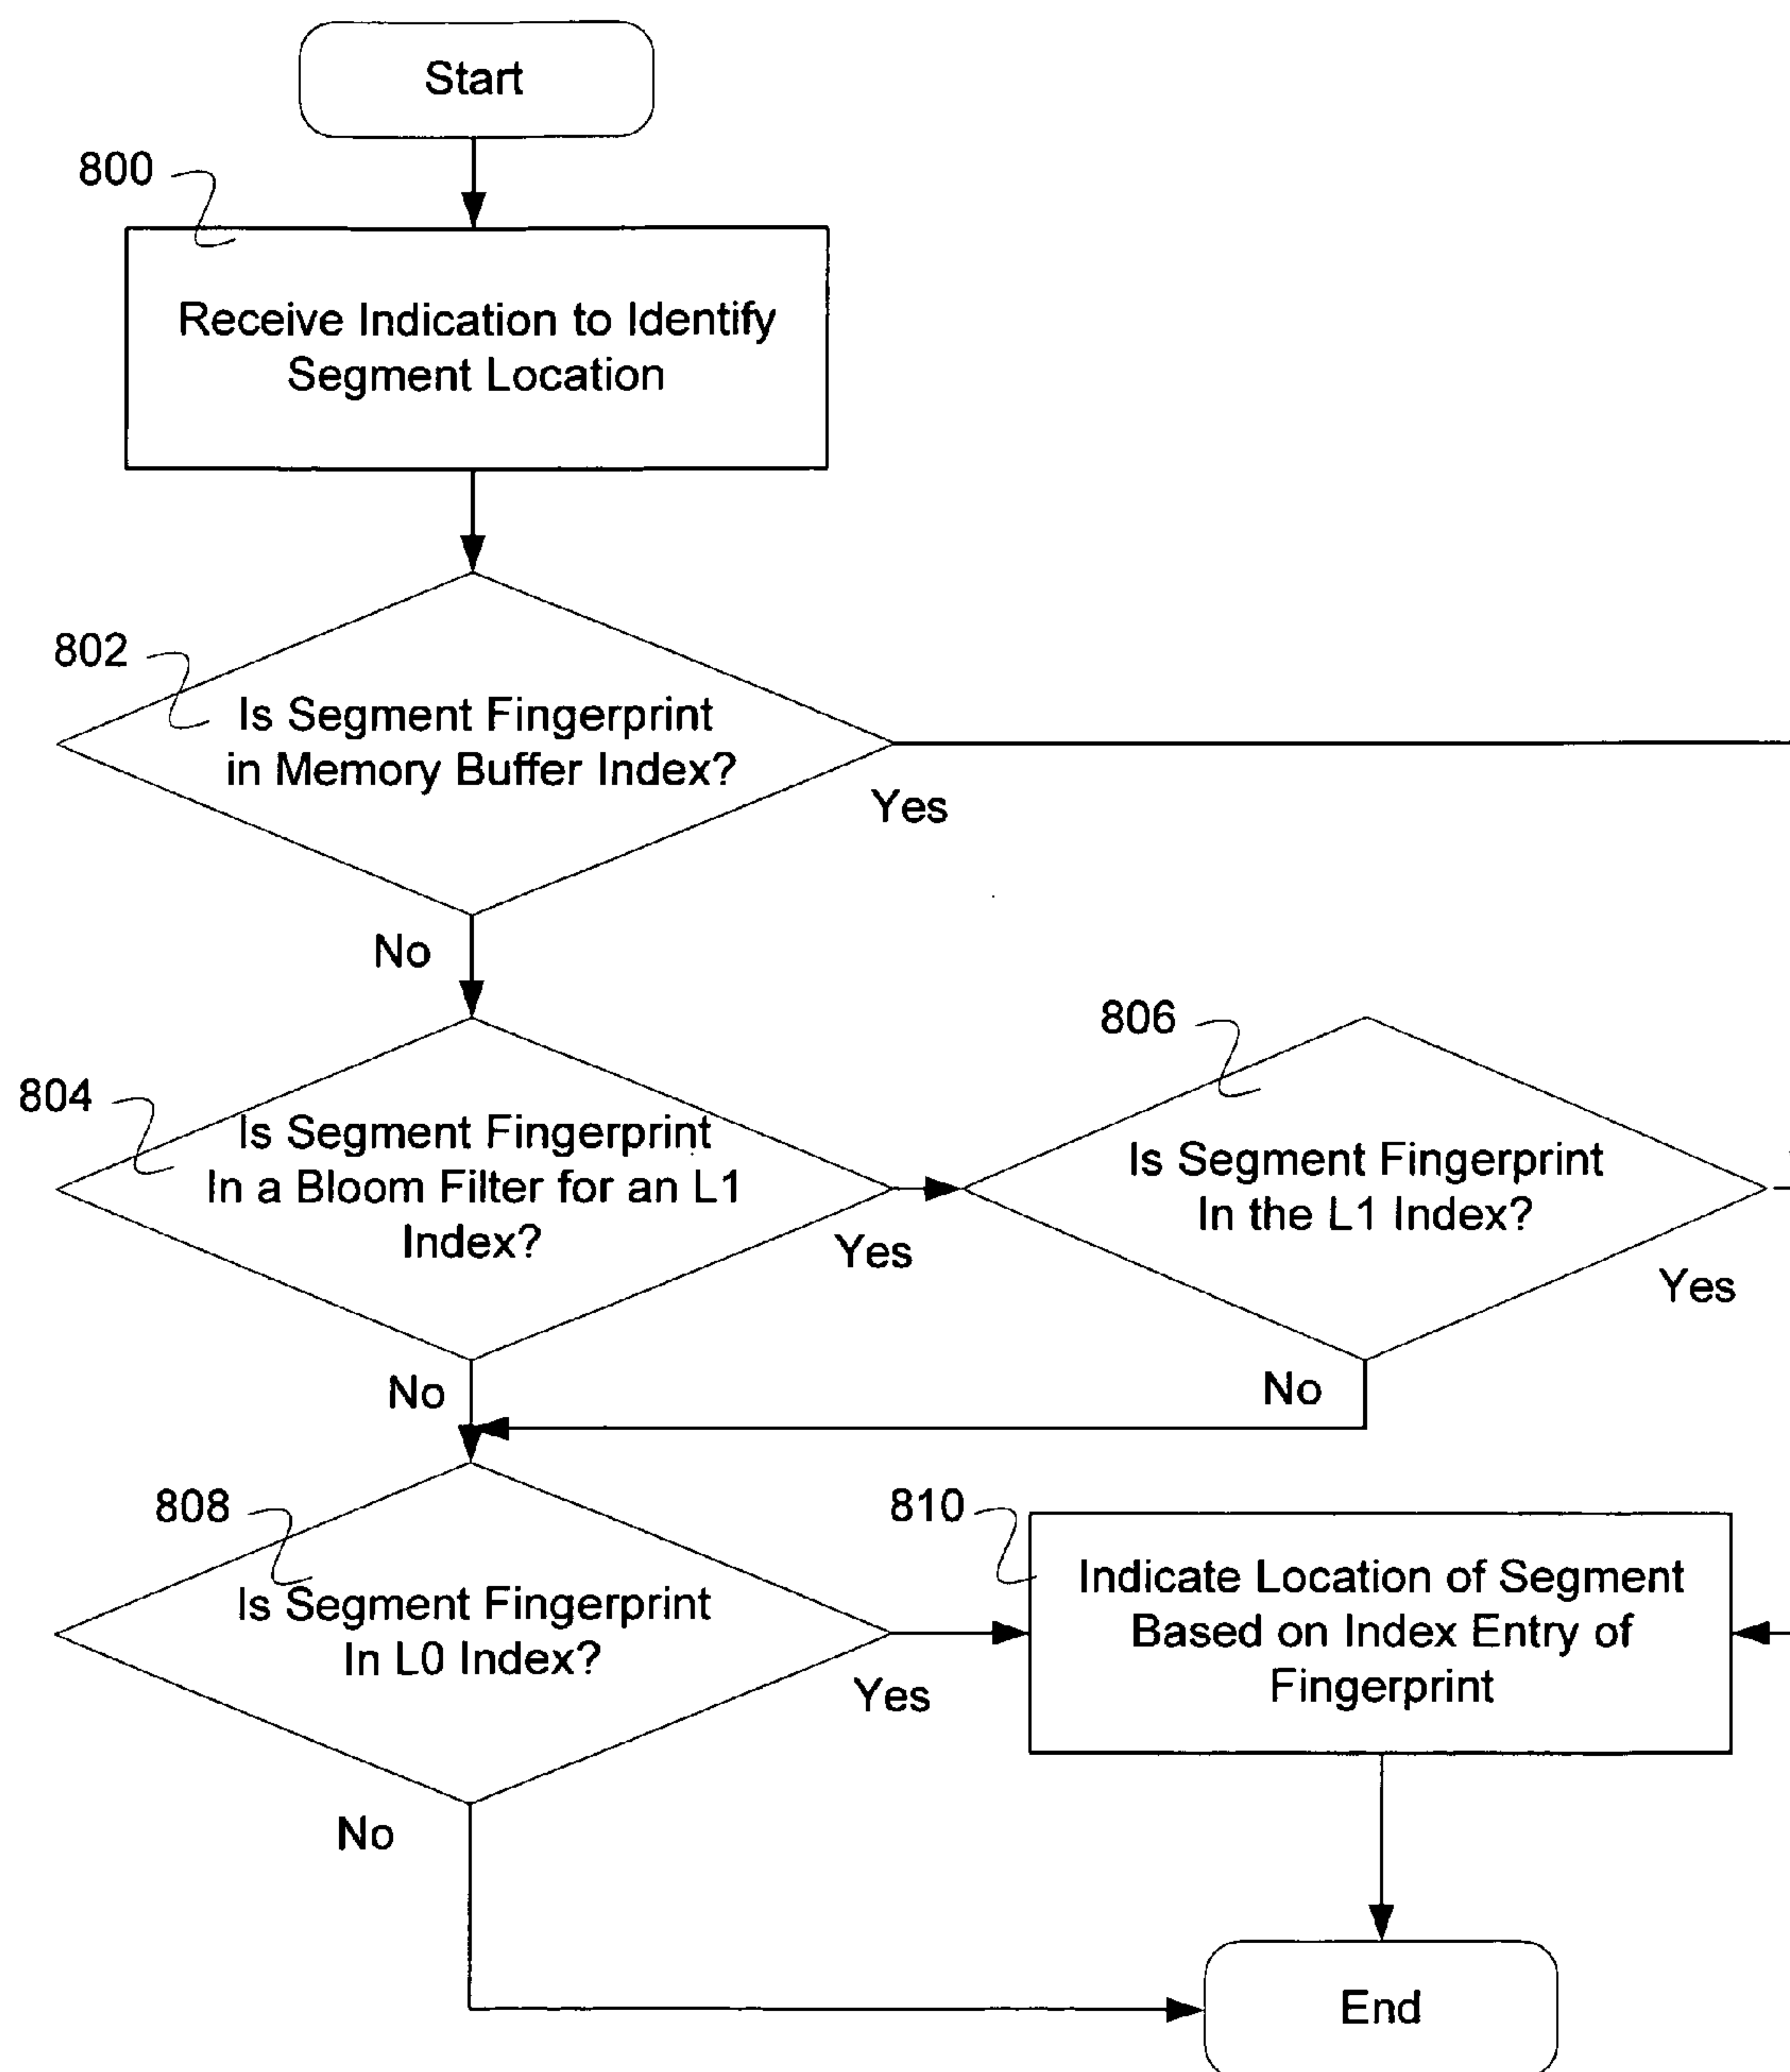 Start
800
Receive Indication to Identify
Segment Location
802
Is Segment Fingerprint
in Memory Buffer Index?
Yes
No
804
Is Segment Fingerprint
In a Bloom Filter for an L1
Index?
Yes
No
806
Is Segment Fingerprint
In the L1 Index?
Yes
No
808
Is Segment Fingerprint
In L0 Index?
Yes
No
810
Indicate Location of Segment
Based on Index Entry of
Fingerprint
End